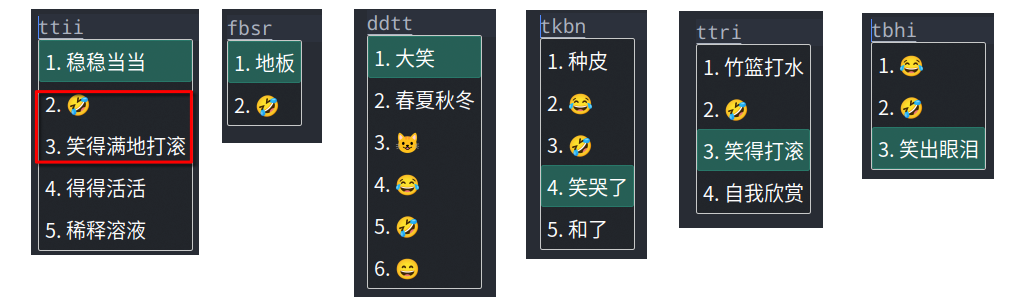 ttii
1. 稳稳当当
2. 🤣
3. 笑得满地打滚
4. 得得活活
5. 稀释溶液
fbsr
1. 地板
2. 🤣
ddtt
1. 大笑
2. 春夏秋冬
3. 😺
4. 😂
5. 🤣
6. 😄
tkbn
1. 种皮
2. 😂
3. 🤣
4. 笑哭了
5. 和了
ttri
1. 竹篮打水
2. 🤣
3. 笑得打滚
4. 自我欣赏
tbhi
1. 😂
2. 🤣
3. 笑出眼泪